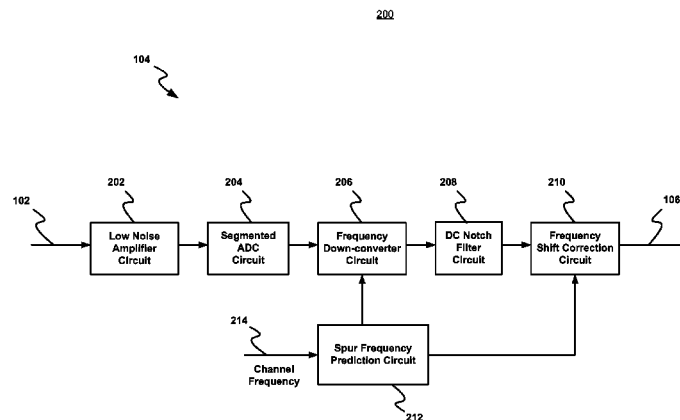 200
104
202
204
206
208
210
102
106
Low Noise
Amplifier
Circuit
Segmented
ADC
Circuit
Frequency
Down-converter
Circuit
DC Notch
Filter
Circuit
Frequency
Shift Correction
Circuit
214
Channel
Frequency
Spur Frequency
Prediction Circuit
212